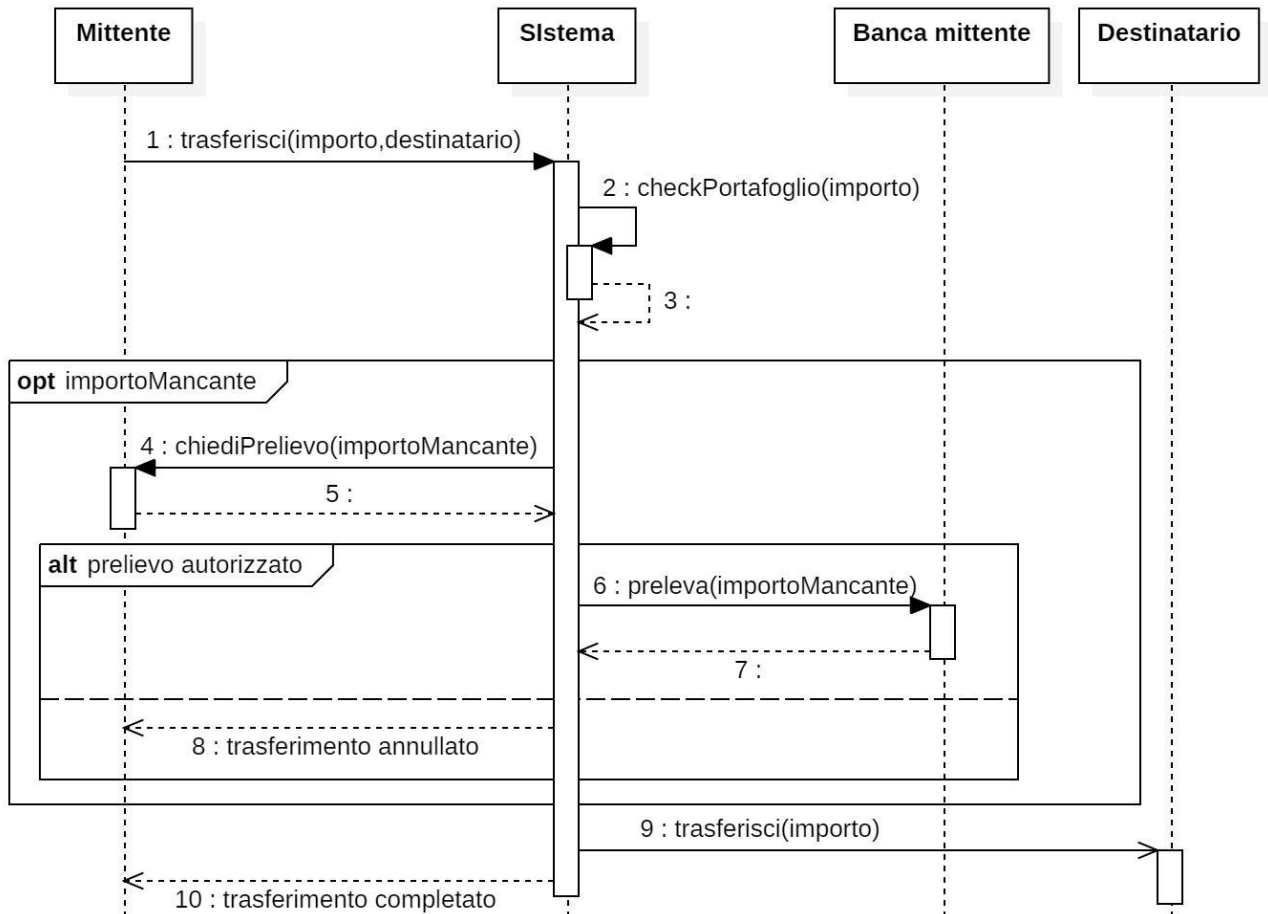 Mittente
SIstema
Banca mittente
Destinatario
1 : trasferisci(importo,destinatario)
2 : checkPortafoglio(importo)
3 :
opt importoMancante
4 : chiediPrelievo(importoMancante)
5 :
alt prelievo autorizzato
6 : preleva(importoMancante)
7 :
8 : trasferimento annullato
9 : trasferisci(importo)
10 : trasferimento completato